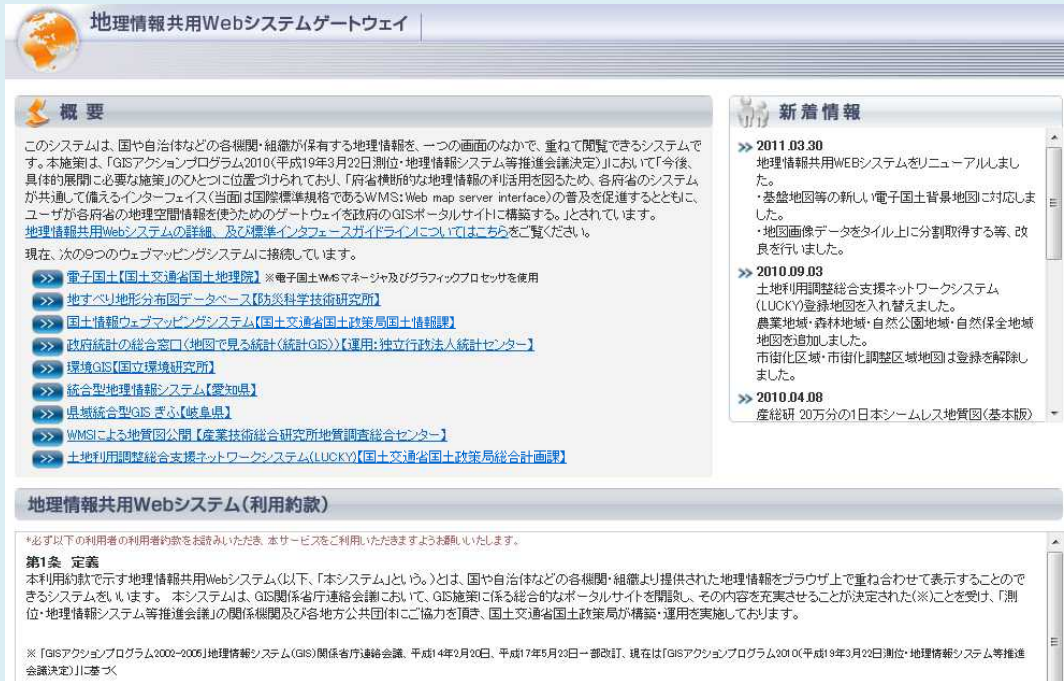 地理情報共用Webシステムゲートウェイ
概 要
このシステムは、国や自治体などの各機関・組織が保有する地理情報を、一つの画面のなかで、重ねて閲覧できるシステムで
す。本施策は、「GISアクションプログラム2010(平成19年3月22日測位・地理情報システム等推進会議決定)」において「今後、
具体的展開に必要な施策」のひとつに位置づけられており、「府省横断的な地理情報の利活用を図るため、各府省のシステム
が共通して備えるインターフェイス(当面は国際標準規格であるWMS:Web map server interface)の普及を促進するとともに、
ユーザが各府省の地理空間情報を使うためのゲートウェイを政府のGISポータルサイトに構築する。」とされています。
地理情報共用Webシステムの詳細、及び標準インタフェースガイドラインについてはこちらをご覧ください。
現在、次の9つのウェブマッピングシステムに接続しています。
電子国土【国土交通省国土地理院】 ※電子国土WMSマネージャ及びグラフィックプロセッサを使用
地すべり地形分布図データベース【防災科学技術研究所】
国土情報ウェブマッピングシステム【国土交通省国土政策局国土情報課】
政府統計の総合窓口(地図で見る統計(統計GIS))【運用:独立行政法人統計センター】
環境GIS【国立環境研究所】
統合型地理情報システム【愛知県】
県域統合型GIS ぎふ【岐阜県】
WMSによる地質図公開【産業技術総合研究所地質調査総合センター】
土地利用調整総合支援ネットワークシステム(LUCKY)【国土交通省国土政策局総合計画課】
新着情報
2011.03.30
地理情報共用WEBシステムをリニューアルしまし
た。
・基盤地図等の新しい電子国土背景地図に対応しま
した。
・地図画像データをタイル上に分割取得する等、改
良を行いました。
2010.09.03
土地利用調整総合支援ネットワークシステム
(LUCKY)登録地図を入れ替えました。
農業地域・森林地域・自然公園地域・自然保全地域
地図を追加しました。
市街化区域・市街化調整区域地図は登録を解除し
ました。
2010.04.08
産総研 20万分の1日本シームレス地質図(基本版)
地理情報共用Webシステム(利用約款)
*必ず以下の利用者の利用者約款をお読みいただき、本サービスをご利用いただきますようお願いいたします。
第1条 定義
本利用約款で示す地理情報共用Webシステム(以下、「本システム」という。)とは、国や自治体などの各機関・組織より提供された地理情報をブラウザ上で重ね合わせて表示することので
きるシステムをいいます。 本システムは、GIS関係省庁連絡会議において、GIS施策に係る総合的なポータルサイトを開設し、その内容を充実させることが決定された(※)ことを受け、「測
位・地理情報システム等推進会議」の関係機関及び各地方公共団体にご協力を頂き、国土交通省国土政策局が構築・運用を実施しております。
※「GISアクションプログラム2002-2005」地理情報システム(GIS)関係省庁連絡会議、平成14年2月20日、平成17年5月23日一部改訂、現在は「GISアクションプログラム2010(平成19年3月22日測位・地理情報システム等推進
会議決定)」に基づく